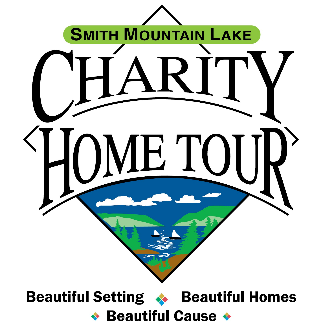 SMITH MOUNTAIN LAKE
CHARITY
HOME TOUR
Beautiful Setting Beautiful Homes
Beautiful Cause